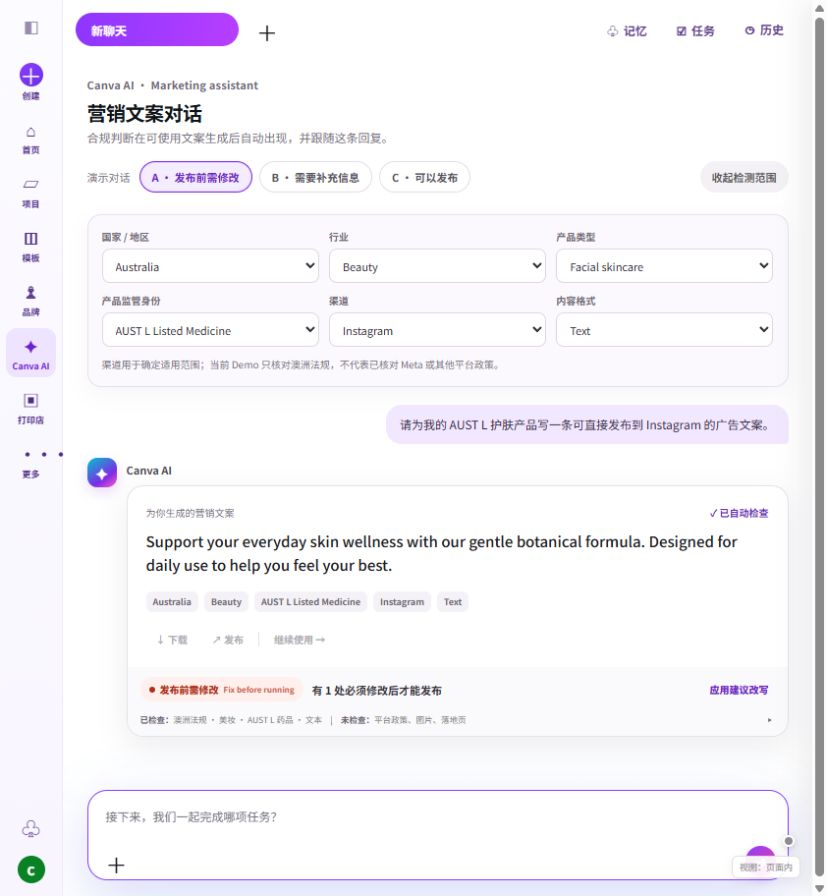 新聊天
记忆
任务
历史
创建
首页
项目
模板
品牌
Canva AI
打印店
更多
Canva AI • Marketing assistant
营销文案对话
合规判断在可使用文案生成后自动出现，并跟随这条回复。
演示对话
A • 发布前需修改
B • 需要补充信息
C • 可以发布
收起检测范围
国家 / 地区
行业
产品类型
Australia
Beauty
Facial skincare
产品监管身份
渠道
内容格式
AUST L Listed Medicine
Instagram
Text
渠道用于确定适用范围；当前 Demo 只核对澳洲法规，不代表已核对 Meta 或其他平台政策。
请为我的 AUST L 护肤产品写一条可直接发布到 Instagram 的广告文案。
Canva AI
为你生成的营销文案
✓ 已自动检查
Support your everyday skin wellness with our gentle botanical formula. Designed for
daily use to help you feel your best.
Australia
Beauty
AUST L Listed Medicine
Instagram
Text
↓ 下载
↗ 发布
继续使用 →
发布前需修改 Fix before running
有 1 处必须修改后才能发布
应用建议改写
已检查：澳洲法规 • 美妆 • AUST L 药品 • 文本 | 未检查：平台政策、图片、落地页
接下来，我们一起完成哪项任务？
视图：页面内
C